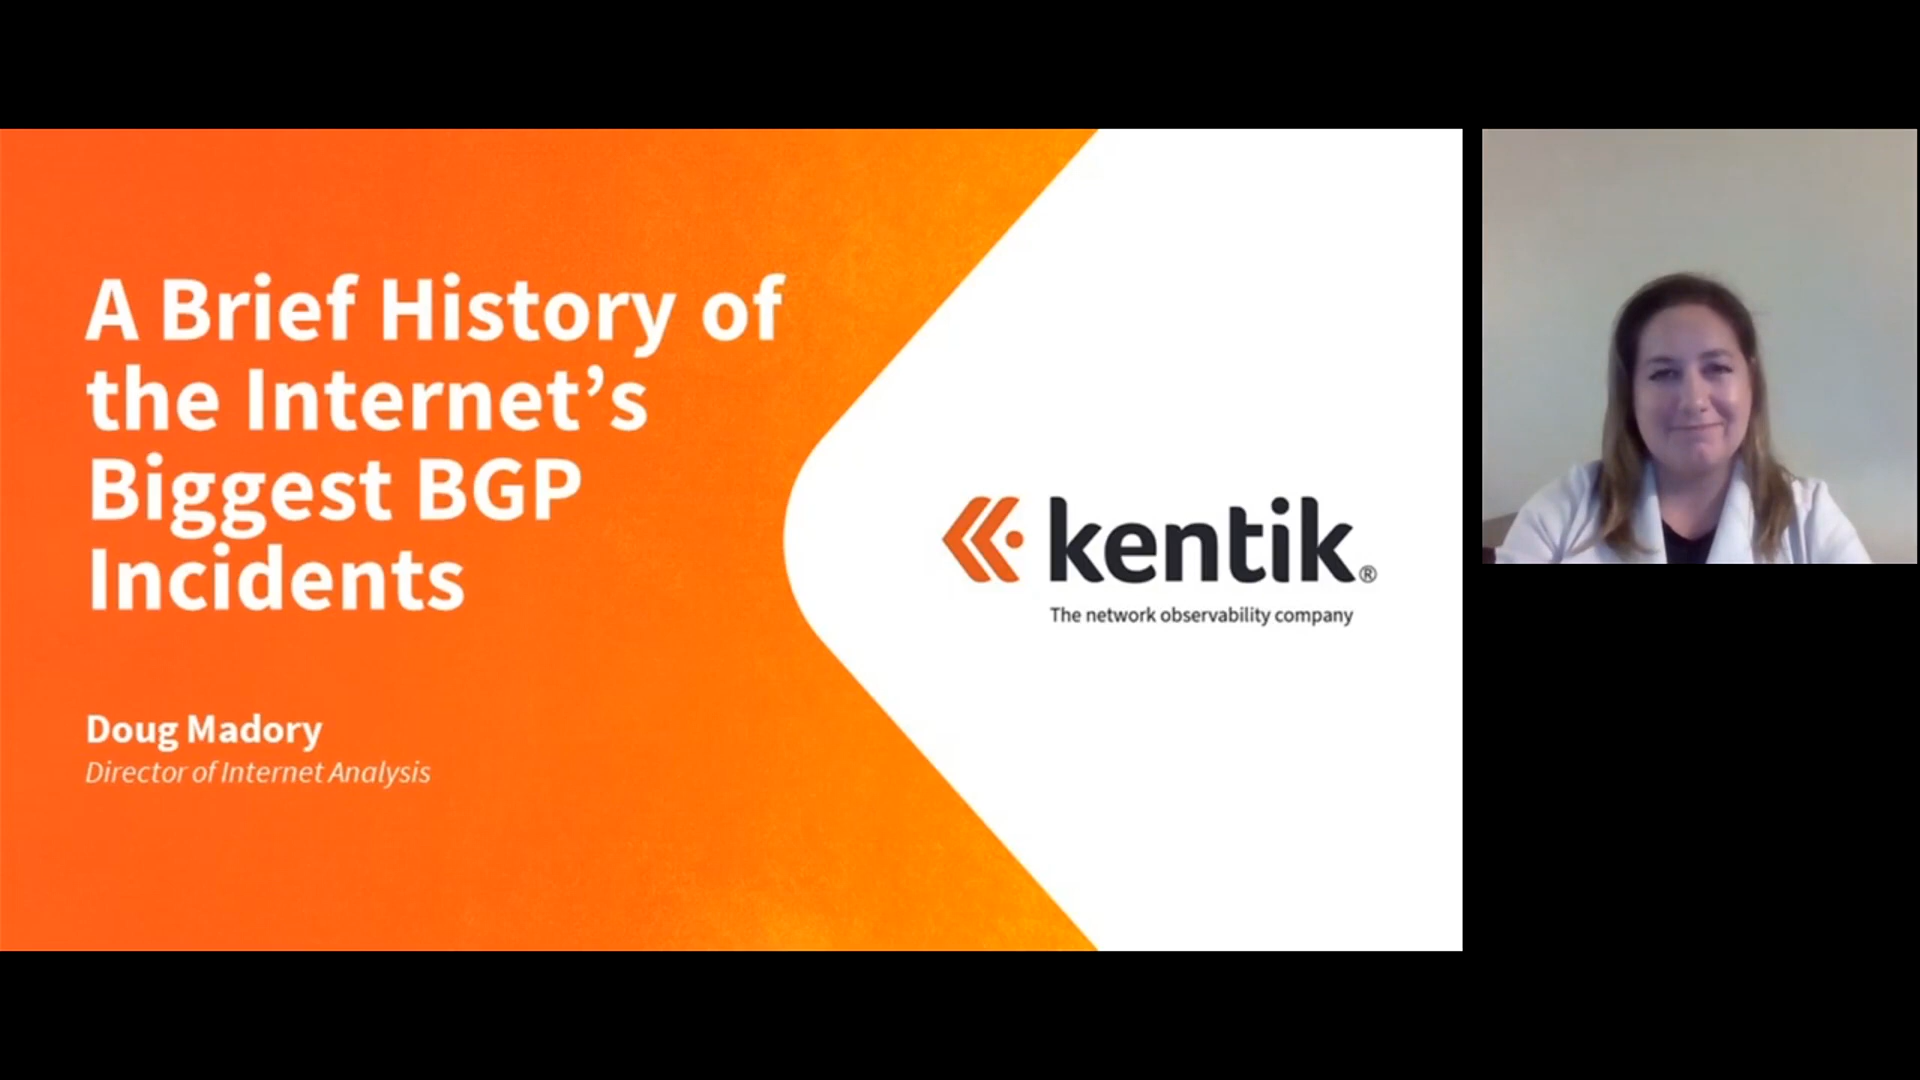 A Brief History of
the Internet’s
Biggest BGP
Incidents
Doug Madory
Director of Internet Analysis
kentik®
The network observability company